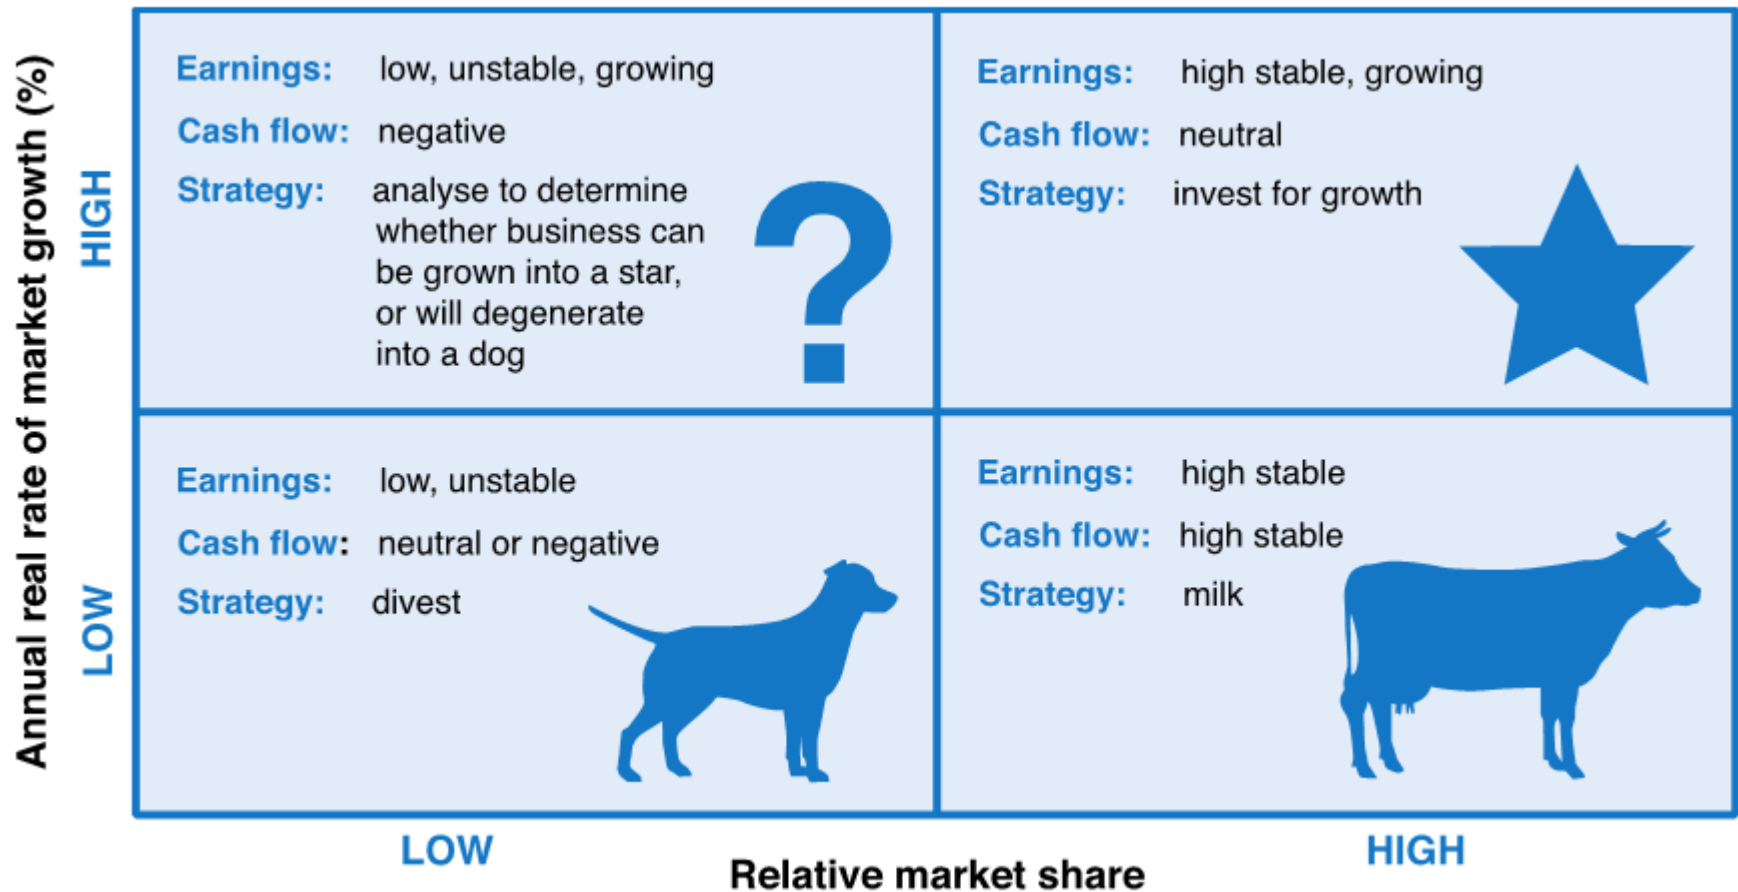 Annual real rate of market growth (%)
HIGH
LOW
Earnings: low, unstable, growing
Cash flow: negative
Strategy: analyse to determine
whether business can
be grown into a star,
or will degenerate
into a dog
?
Earnings: high stable, growing
Cash flow: neutral
Strategy: invest for growth
Earnings: low, unstable
Cash flow: neutral or negative
Strategy: divest
Earnings: high stable
Cash flow: high stable
Strategy: milk
LOW
HIGH
Relative market share